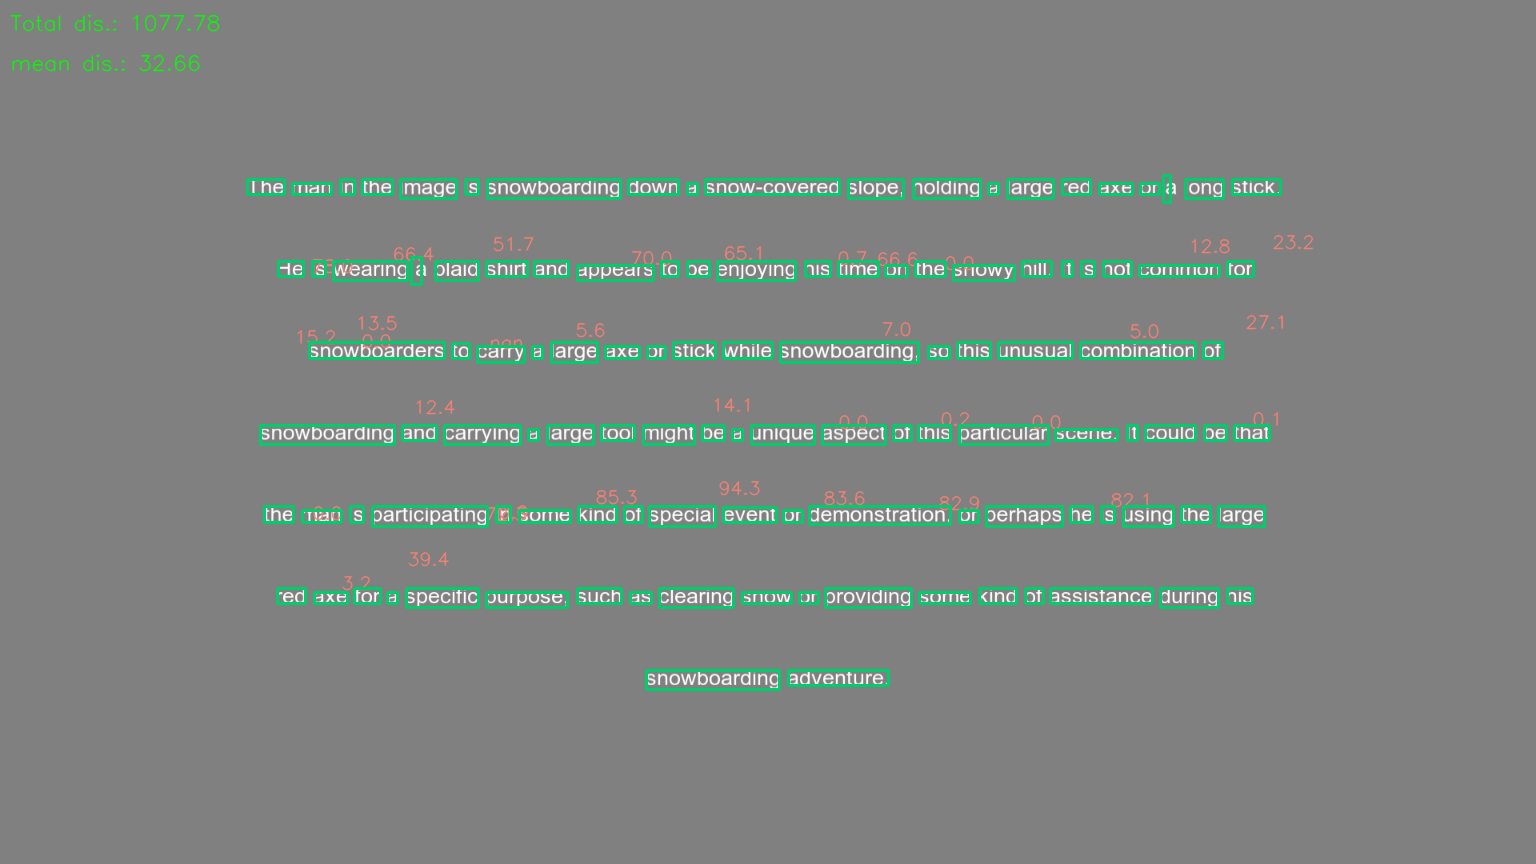 Total dis.: 1077.78
mean dis.: 32.66
The man in the image is snowboarding down a snow-covered slope, holding a large red axe or a long stick.
66.4 51.7 70.0 65.1 0.7 66.6 0.0 12.8 23.2
He is wearing a plaid shirt and appears to be enjoying his time on the snowy hill. It is not common for
15.2 13.5 0.0 nan 5.6 7.0 5.0 27.1
snowboarders to carry a large axe or stick while snowboarding, so this unusual combination of
12.4 14.1 0.0 0.2 0.0 0.1
snowboarding and carrying a large tool might be a unique aspect of this particular scene. It could be that
85.3 94.3 83.6 82.9 82.1
the man is participating in some kind of special event or demonstration, or perhaps he is using the large
3.2 39.4
red axe for a specific purpose, such as clearing snow or providing some kind of assistance during his
snowboarding adventure.